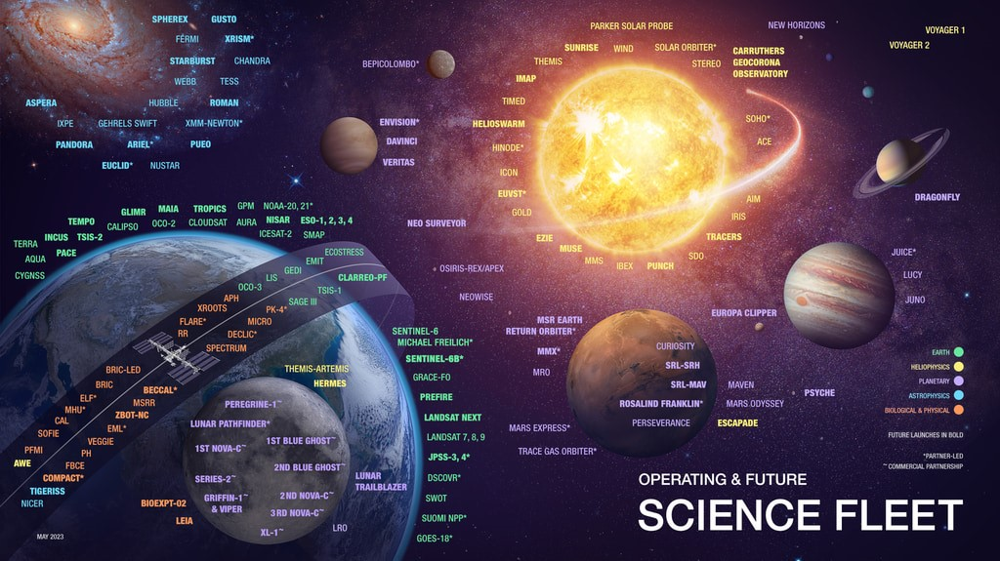 SPHEREX
GUSTO
FERMI
XRISM*
STARBURST
CHANDRA
WEBB
TESS
ASPERA
HUBBLE
ROMAN
IXPE
GEHRELS SWIFT
XMM-NEWTON*
PANDORA
ARIEL*
PUEO
EUCLID*
NUSTAR
BEPICOLOMBO*
ENVISION*
DAVINCI
VERITAS
PARKER SOLAR PROBE
SUNRISE
WIND
SOLAR ORBITER*
THEMIS
STEREO
CARRUTHERS
GEOCORONA
OBSERVATORY
IMAP
TIMED
HELIOSWARM
HINODE*
ICON
EUVST*
GOLD
EZIE
MUSE
MMS
IBEX
PUNCH
SDO
TRACERS
IRIS
AIM
ACE
SOHO*
NEW HORIZONS
VOYAGER 1
VOYAGER 2
DRAGONFLY
JUICE*
LUCY
JUNO
EUROPA CLIPPER
NEO SURVEYOR
OSIRIS-REX/APEX
NEOWISE
TERRA
AQUA
CYGNSS
INCUS
PACE
TEMPO
TSIS-2
GLIMR
CALIPSO
MAIA
OCO-2
TROPICS
CLOUDSAT
GPM
AURA
NOAA-20, 21*
NISAR
ICESAT-2
ESO-1, 2, 3, 4
SMAP
ECOSTRESS
EMIT
GEDI
CLARREO-PF
LIS
TSIS-1
OCO-3
SAGE III
APH
XROOTS
PK-4*
FLARE*
MICRO
RR
DECLIC*
SPECTRUM
BRIC-LED
BRIC
BECCAL*
ELF*
MSRR
MHU*
ZBOT-NC
CAL
EML*
SOFIE
VEGGIE
PFMI
PH
AWE
FBCE
COMPACT*
TIGERISS
NICER
BIOEXPT-02
LEIA
THEMIS-ARTEMIS
HERMES
PEREGRINE-1~
LUNAR PATHFINDER*
1ST BLUE GHOST~
1ST NOVA-C~
2ND BLUE GHOST~
SERIES-2~
LUNAR
TRAILBLAZER
GRIFFIN-1~
& VIPER
2ND NOVA-C~
3RD NOVA-C~
XL-1~
LRO
SENTINEL-6
MICHAEL FREILICH*
SENTINEL-6B*
GRACE-FO
PREFIRE
LANDSAT NEXT
LANDSAT 7, 8, 9
JPSS-3, 4*
DSCOVR*
SWOT
SUOMI NPP*
GOES-18*
MSR EARTH
RETURN ORBITER*
MMX*
MRO
CURIOSITY
SRL-SRH
SRL-MAV
MAVEN
ROSALIND FRANKLIN*
MARS ODYSSEY
PERSEVERANCE
ESCAPADE
MARS EXPRESS*
TRACE GAS ORBITER*
PSYCHE
EARTH
HELIOPHYSICS
PLANETARY
ASTROPHYSICS
BIOLOGICAL & PHYSICAL
FUTURE LAUNCHES IN BOLD
*PARTNER-LED
~ COMMERCIAL PARTNERSHIP
OPERATING & FUTURE
SCIENCE FLEET
MAY 2023